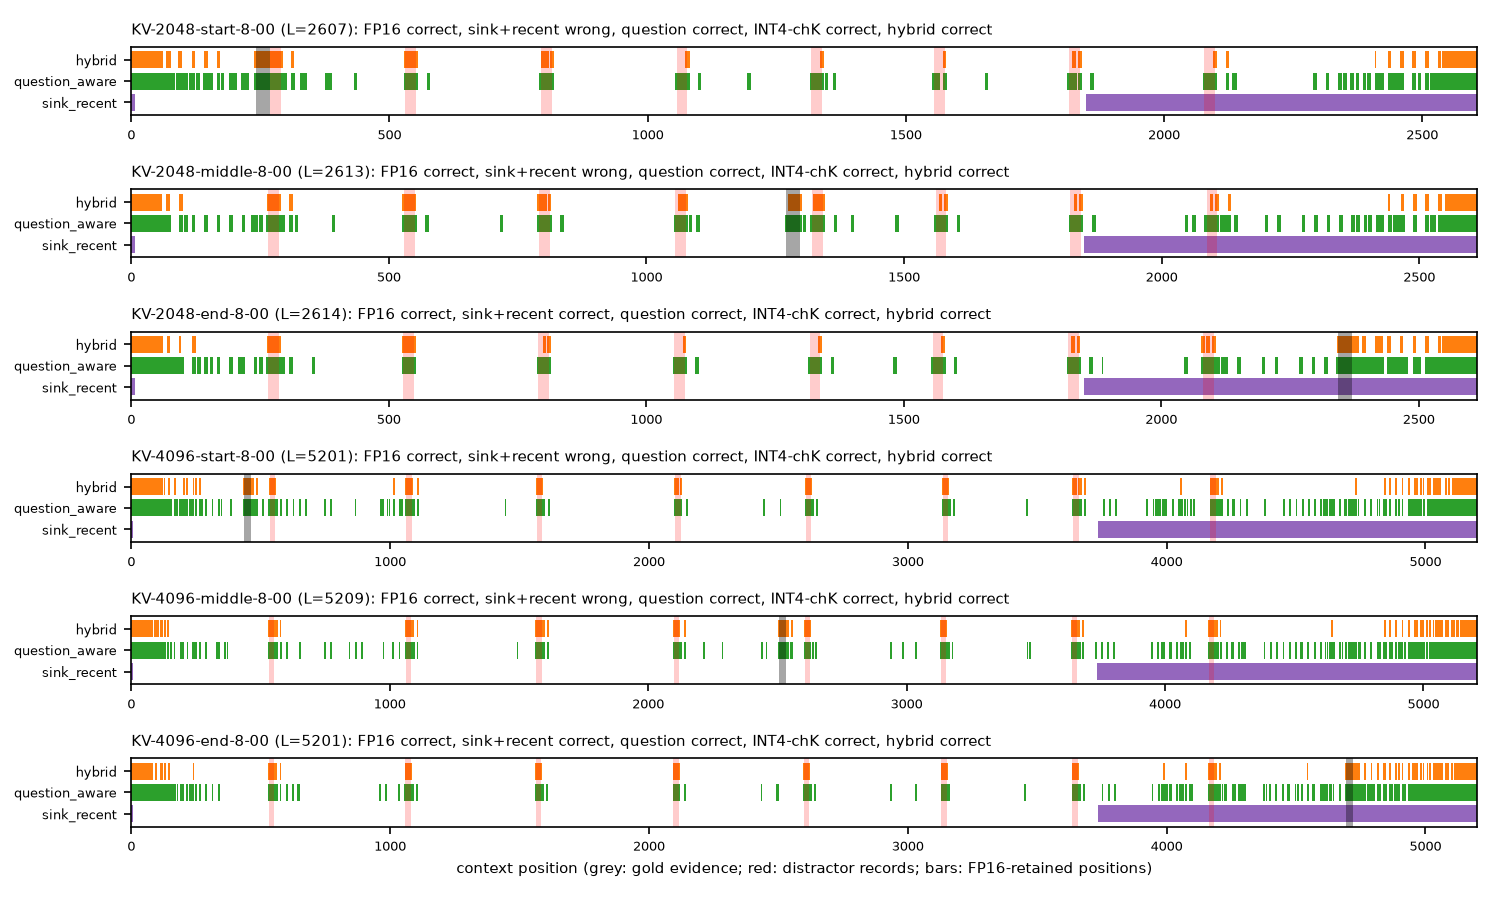 KV-2048-start-8-00 (L=2607): FP16 correct, sink+recent wrong, question correct, INT4-chK correct, hybrid correct
hybrid
question_aware
sink_recent
0 500 1000 1500 2000 2500
KV-2048-middle-8-00 (L=2613): FP16 correct, sink+recent wrong, question correct, INT4-chK correct, hybrid correct
hybrid
question_aware
sink_recent
0 500 1000 1500 2000 2500
KV-2048-end-8-00 (L=2614): FP16 correct, sink+recent correct, question correct, INT4-chK correct, hybrid correct
hybrid
question_aware
sink_recent
0 500 1000 1500 2000 2500
KV-4096-start-8-00 (L=5201): FP16 correct, sink+recent wrong, question correct, INT4-chK correct, hybrid correct
hybrid
question_aware
sink_recent
0 1000 2000 3000 4000 5000
KV-4096-middle-8-00 (L=5209): FP16 correct, sink+recent wrong, question correct, INT4-chK correct, hybrid correct
hybrid
question_aware
sink_recent
0 1000 2000 3000 4000 5000
KV-4096-end-8-00 (L=5201): FP16 correct, sink+recent correct, question correct, INT4-chK correct, hybrid correct
hybrid
question_aware
sink_recent
0 1000 2000 3000 4000 5000
context position (grey: gold evidence; red: distractor records; bars: FP16-retained positions)